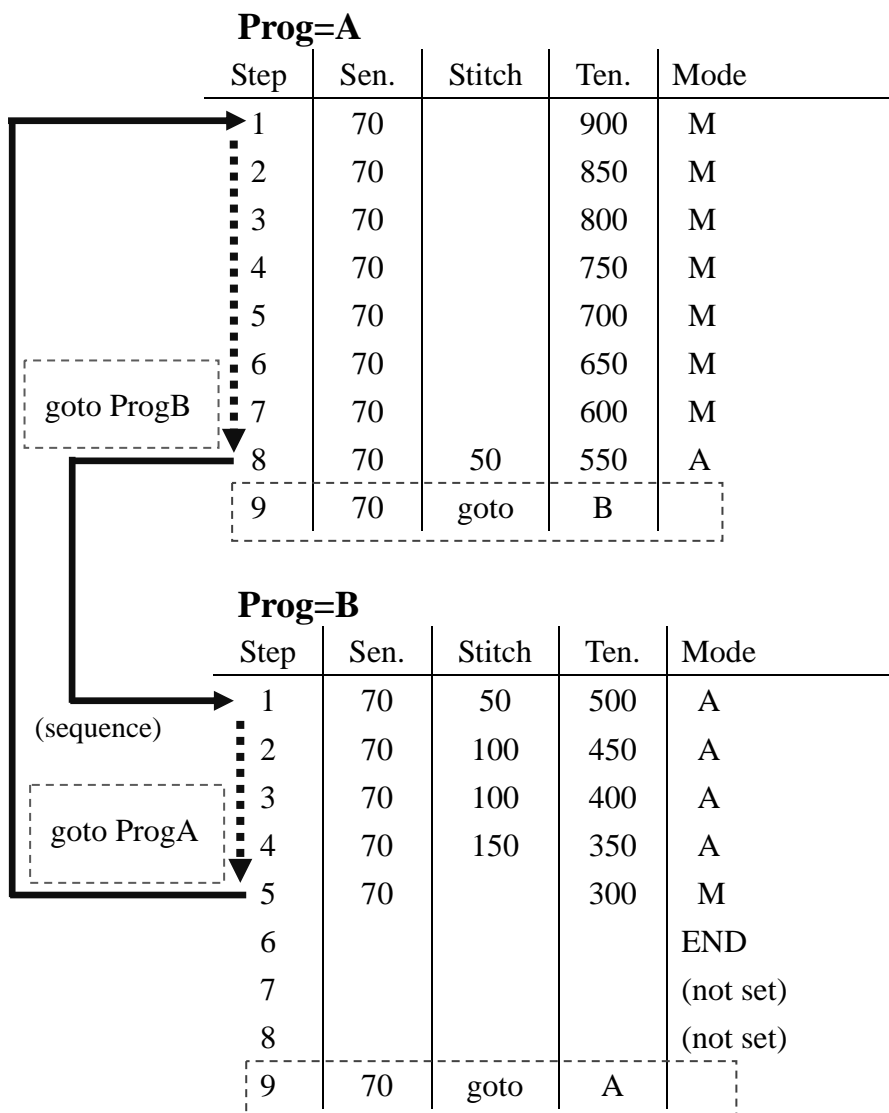 Prog=A
Step Sen. Stitch Ten. Mode
1 70 900 M
2 70 850 M
3 70 800 M
4 70 750 M
5 70 700 M
6 70 650 M
goto ProgB
7 70 600 M
8 70 50 550 A
9 70 goto B
Prog=B
Step Sen. Stitch Ten. Mode
1 70 50 500 A
(sequence)
2 70 100 450 A
3 70 100 400 A
goto ProgA
4 70 150 350 A
5 70 300 M
6 END
7 (not set)
8 (not set)
9 70 goto A